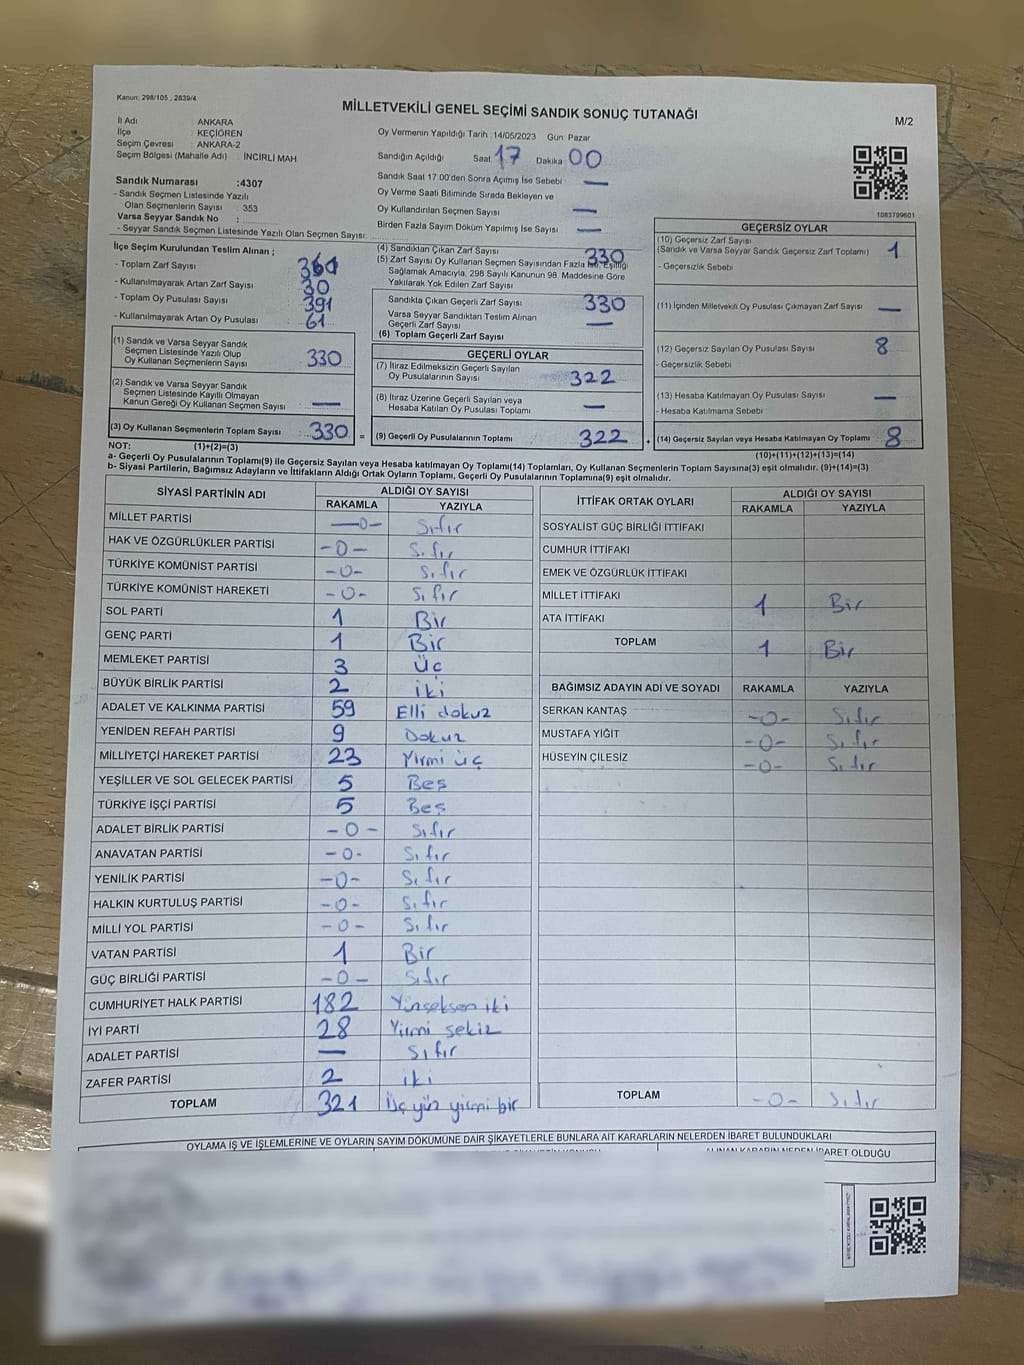 Kanun: 298/105 , 2839/4
MİLLETVEKİLİ GENEL SEÇİMİ SANDIK SONUÇ TUTANAĞI
M/2
İl Adı : ANKARA
İlçe : KEÇİÖREN
Seçim Çevresi : ANKARA-2
Seçim Bölgesi (Mahalle Adı) : İNCİRLİ MAH
Oy Vermenin Yapıldığı Tarih :14/05/2023 Gün: Pazar
Sandığın Açıldığı Saat 17 Dakika 00
Sandık Saat 17.00'den Sonra Açılmış İse Sebebi : —
Oy Verme Saati Bitiminde Sırada Bekleyen ve
Oy Kullandırılan Seçmen Sayısı : —
Birden Fazla Sayım Döküm Yapılmış İse Sayısı : —
Sandık Numarası :4307
- Sandık Seçmen Listesinde Yazılı
Olan Seçmenlerin Sayısı : 353
Varsa Seyyar Sandık No :
- Seyyar Sandık Seçmen Listesinde Yazılı Olan Seçmen Sayısı:
1083799601
İlçe Seçim Kurulundan Teslim Alınan ;
- Toplam Zarf Sayısı : 360
- Kullanılmayarak Artan Zarf Sayısı : 30
- Toplam Oy Pusulası Sayısı : 391
- Kullanılmayarak Artan Oy Pusulası : 61
(1) Sandık ve Varsa Seyyar Sandık
Seçmen Listesinde Yazılı Olup
Oy Kullanan Seçmenlerin Sayısı : 330
(2) Sandık ve Varsa Seyyar Sandık
Seçmen Listesinde Kayıtlı Olmayan
Kanun Gereği Oy Kullanan Seçmen Sayısı : —
(3) Oy Kullanan Seçmenlerin Toplam Sayısı : 330 =
(1)+(2)=(3)
(4) Sandıktan Çıkan Zarf Sayısı : 330
(5) Zarf Sayısı Oy Kullanan Seçmen Sayısından Fazla İse, Eşitliği
Sağlamak Amacıyla, 298 Sayılı Kanunun 98. Maddesine Göre
Yakılarak Yok Edilen Zarf Sayısı :
Sandıkta Çıkan Geçerli Zarf Sayısı : 330
Varsa Seyyar Sandıktan Teslim Alınan
Geçerli Zarf Sayısı : —
(6) Toplam Geçerli Zarf Sayısı
GEÇERLİ OYLAR
(7) İtiraz Edilmeksizin Geçerli Sayılan
Oy Pusulalarının Sayısı : 322
(8) İtiraz Üzerine Geçerli Sayılan veya
Hesaba Katılan Oy Pusulası Toplamı : —
(9) Geçerli Oy Pusulalarının Toplamı : 322 +
GEÇERSİZ OYLAR
(10) Geçersiz Zarf Sayısı
(Sandık ve Varsa Seyyar Sandık Geçersiz Zarf Toplamı) : 1
- Geçersizlik Sebebi :
(11) İçinden Milletvekili Oy Pusulası Çıkmayan Zarf Sayısı : —
(12) Geçersiz Sayılan Oy Pusulası Sayısı : 8
- Geçersizlik Sebebi :
(13) Hesaba Katılmayan Oy Pusulası Sayısı : —
- Hesaba Katılmama Sebebi :
(14) Geçersiz Sayılan veya Hesaba Katılmayan Oy Toplamı : 8
(10)+(11)+(12)+(13)=(14)
NOT:
a- Geçerli Oy Pusulalarının Toplamı(9) ile Geçersiz Sayılan veya Hesaba katılmayan Oy Toplamı(14) Toplamları, Oy Kullanan Seçmenlerin Toplam Sayısına(3) eşit olmalıdır. (9)+(14)=(3)
b- Siyasi Partilerin, Bağımsız Adayların ve İttifakların Aldığı Ortak Oyların Toplamı, Geçerli Oy Pusulalarının Toplamına(9) eşit olmalıdır.
SİYASİ PARTİNİN ADI ALDIĞI OY SAYISI
RAKAMLA YAZIYLA
MİLLET PARTİSİ —0— Sıfır
HAK VE ÖZGÜRLÜKLER PARTİSİ —0— Sıfır
TÜRKİYE KOMÜNİST PARTİSİ -0- Sıfır
TÜRKİYE KOMÜNİST HAREKETİ -0- Sıfır
SOL PARTİ 1 Bir
GENÇ PARTİ 1 Bir
MEMLEKET PARTİSİ 3 Üç
BÜYÜK BİRLİK PARTİSİ 2 iki
ADALET VE KALKINMA PARTİSİ 59 Elli dokuz
YENİDEN REFAH PARTİSİ 9 Dokuz
MİLLİYETÇİ HAREKET PARTİSİ 23 Yirmi üç
YEŞİLLER VE SOL GELECEK PARTİSİ 5 Beş
TÜRKİYE İŞÇİ PARTİSİ 5 Beş
ADALET BİRLİK PARTİSİ -0- Sıfır
ANAVATAN PARTİSİ -0- Sıfır
YENİLİK PARTİSİ -0- Sıfır
HALKIN KURTULUŞ PARTİSİ -0- Sıfır
MİLLİ YOL PARTİSİ -0- Sıfır
VATAN PARTİSİ 1 Bir
GÜÇ BİRLİĞİ PARTİSİ -0- Sıfır
CUMHURİYET HALK PARTİSİ 182 Yüzseksen iki
İYİ PARTİ 28 Yirmi sekiz
ADALET PARTİSİ — Sıfır
ZAFER PARTİSİ 2 iki
TOPLAM 321 Üç yüz yirmi bir
İTTİFAK ORTAK OYLARI ALDIĞI OY SAYISI
RAKAMLA YAZIYLA
SOSYALİST GÜÇ BİRLİĞİ İTTİFAKI
CUMHUR İTTİFAKI
EMEK VE ÖZGÜRLÜK İTTİFAKI
MİLLET İTTİFAKI 1 Bir
ATA İTTİFAKI
TOPLAM 1 Bir
BAĞIMSIZ ADAYIN ADI VE SOYADI RAKAMLA YAZIYLA
SERKAN KANTAŞ -0- Sıfır
MUSTAFA YİĞİT -0- Sıfır
HÜSEYİN ÇİLESİZ -0- Sıfır
TOPLAM -0- Sıfır
OYLAMA İŞ VE İŞLEMLERİNE VE OYLARIN SAYIM DÖKÜMÜNE DAİR ŞİKAYETLERLE BUNLARA AİT KARARLARIN NELERDEN İBARET BULUNDUKLARI
ALINAN KARARIN NEDEN İBARET OLDUĞU